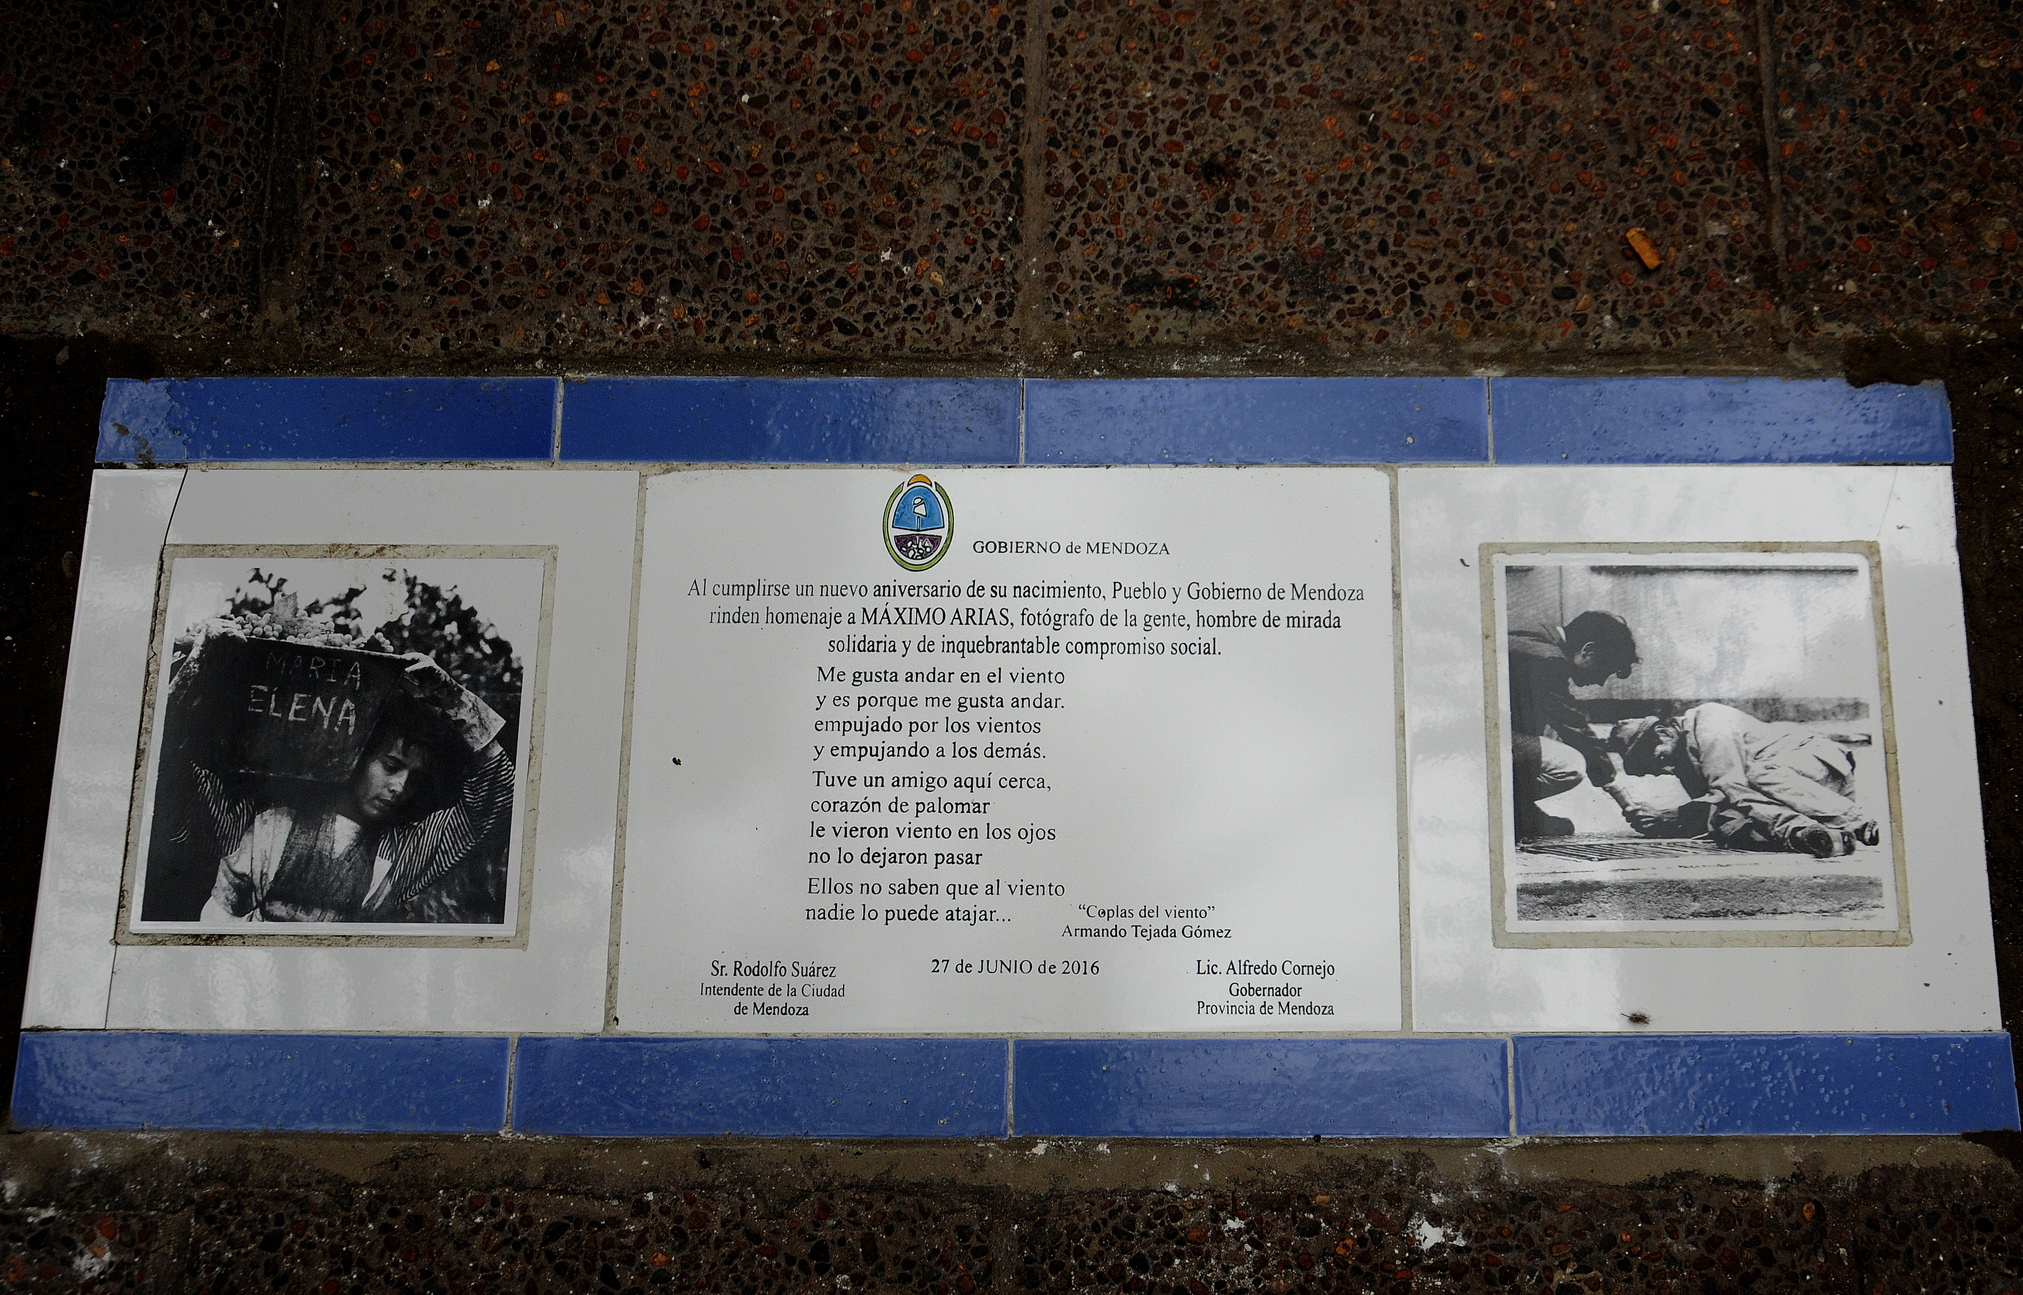 MARIA
ELENA
GOBIERNO de MENDOZA
Al cumplirse un nuevo aniversario de su nacimiento, Pueblo y Gobierno de Mendoza
rinden homenaje a MÁXIMO ARIAS, fotógrafo de la gente, hombre de mirada
solidaria y de inquebrantable compromiso social.
Me gusta andar en el viento
y es porque me gusta andar.
empujado por los vientos
y empujando a los demás.
Tuve un amigo aquí cerca,
corazón de palomar
le vieron viento en los ojos
no lo dejaron pasar
Ellos no saben que al viento
nadie lo puede atajar...
“Coplas del viento”
Armando Tejada Gómez
Sr. Rodolfo Suárez
Intendente de la Ciudad
de Mendoza
27 de JUNIO de 2016
Lic. Alfredo Cornejo
Gobernador
Provincia de Mendoza